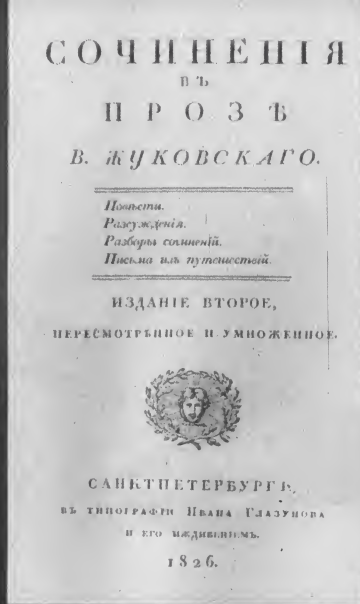 СОЧИНЕНІЯ
ВЪ
ПРОЗѢ
В. ЖУКОВСКАГО.
Повѣсти.
Разсужденія.
Разборы сочиненій.
Письма изъ путешествій.
ИЗДАНІЕ ВТОРОЕ,
ПЕРЕСМОТРѢННОЕ И УМНОЖЕННОЕ.
САНКТПЕТЕРБУРГЪ,
ВЪ ТИПОГРАФІИ ИВАНА ГЛАЗУНОВА
И ЕГО ИЖДИВЕНІЕМЪ.
1826.